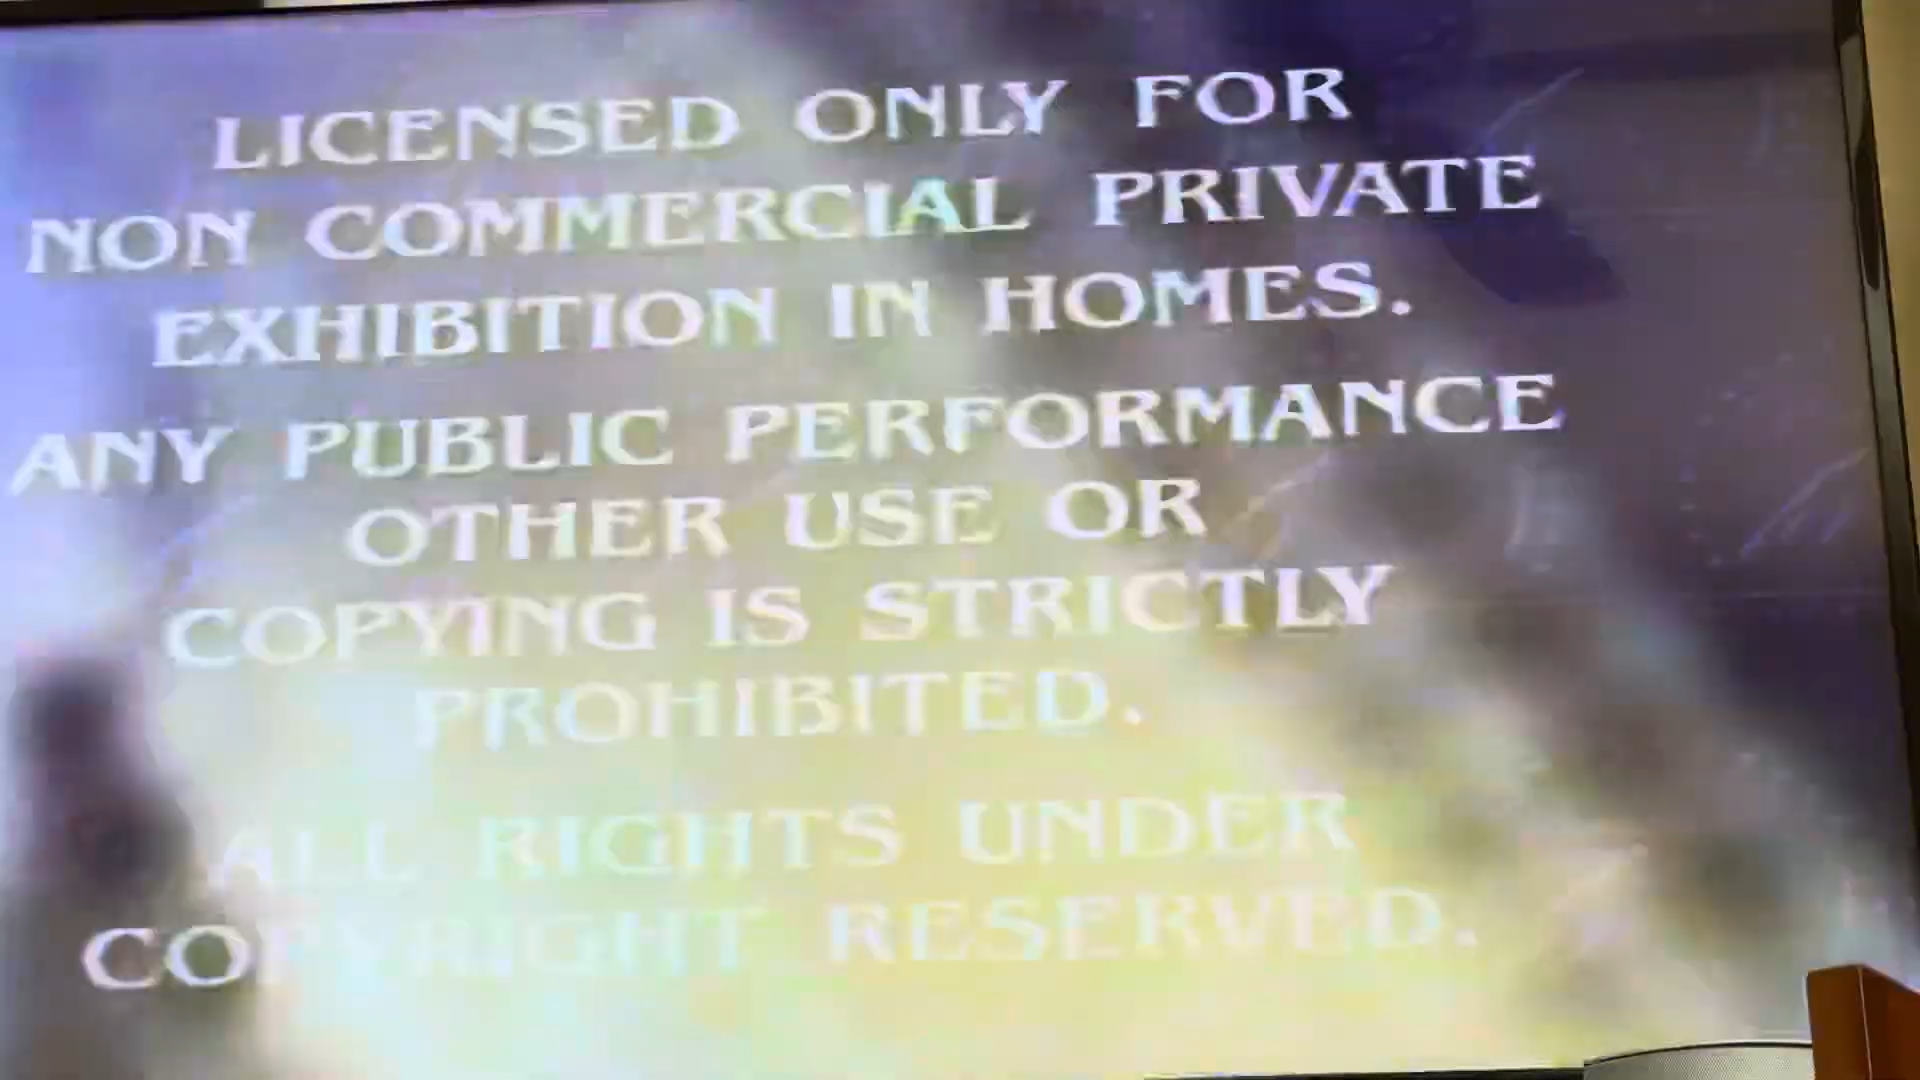 LICENSED ONLY FOR
NON COMMERCIAL PRIVATE
EXHIBITION IN HOMES.
ANY PUBLIC PERFORMANCE
OTHER USE OR
COPYING IS STRICTLY
PROHIBITED.
ALL RIGHTS UNDER
COPYRIGHT RESERVED.